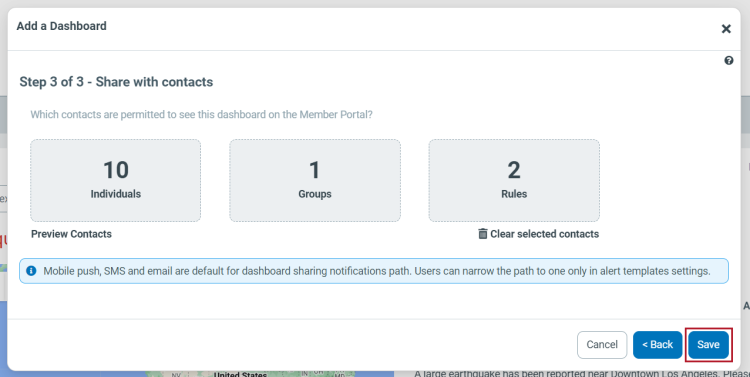 Add a Dashboard
Step 3 of 3 - Share with contacts
Which contacts are permitted to see this dashboard on the Member Portal?
10
Individuals
1
Groups
2
Rules
Preview Contacts
Clear selected contacts
Mobile push, SMS and email are default for dashboard sharing notifications path. Users can narrow the path to one only in alert templates settings.
Cancel
< Back
Save
United States
A large earthquake has been reported near Downtown Los Angeles. Please